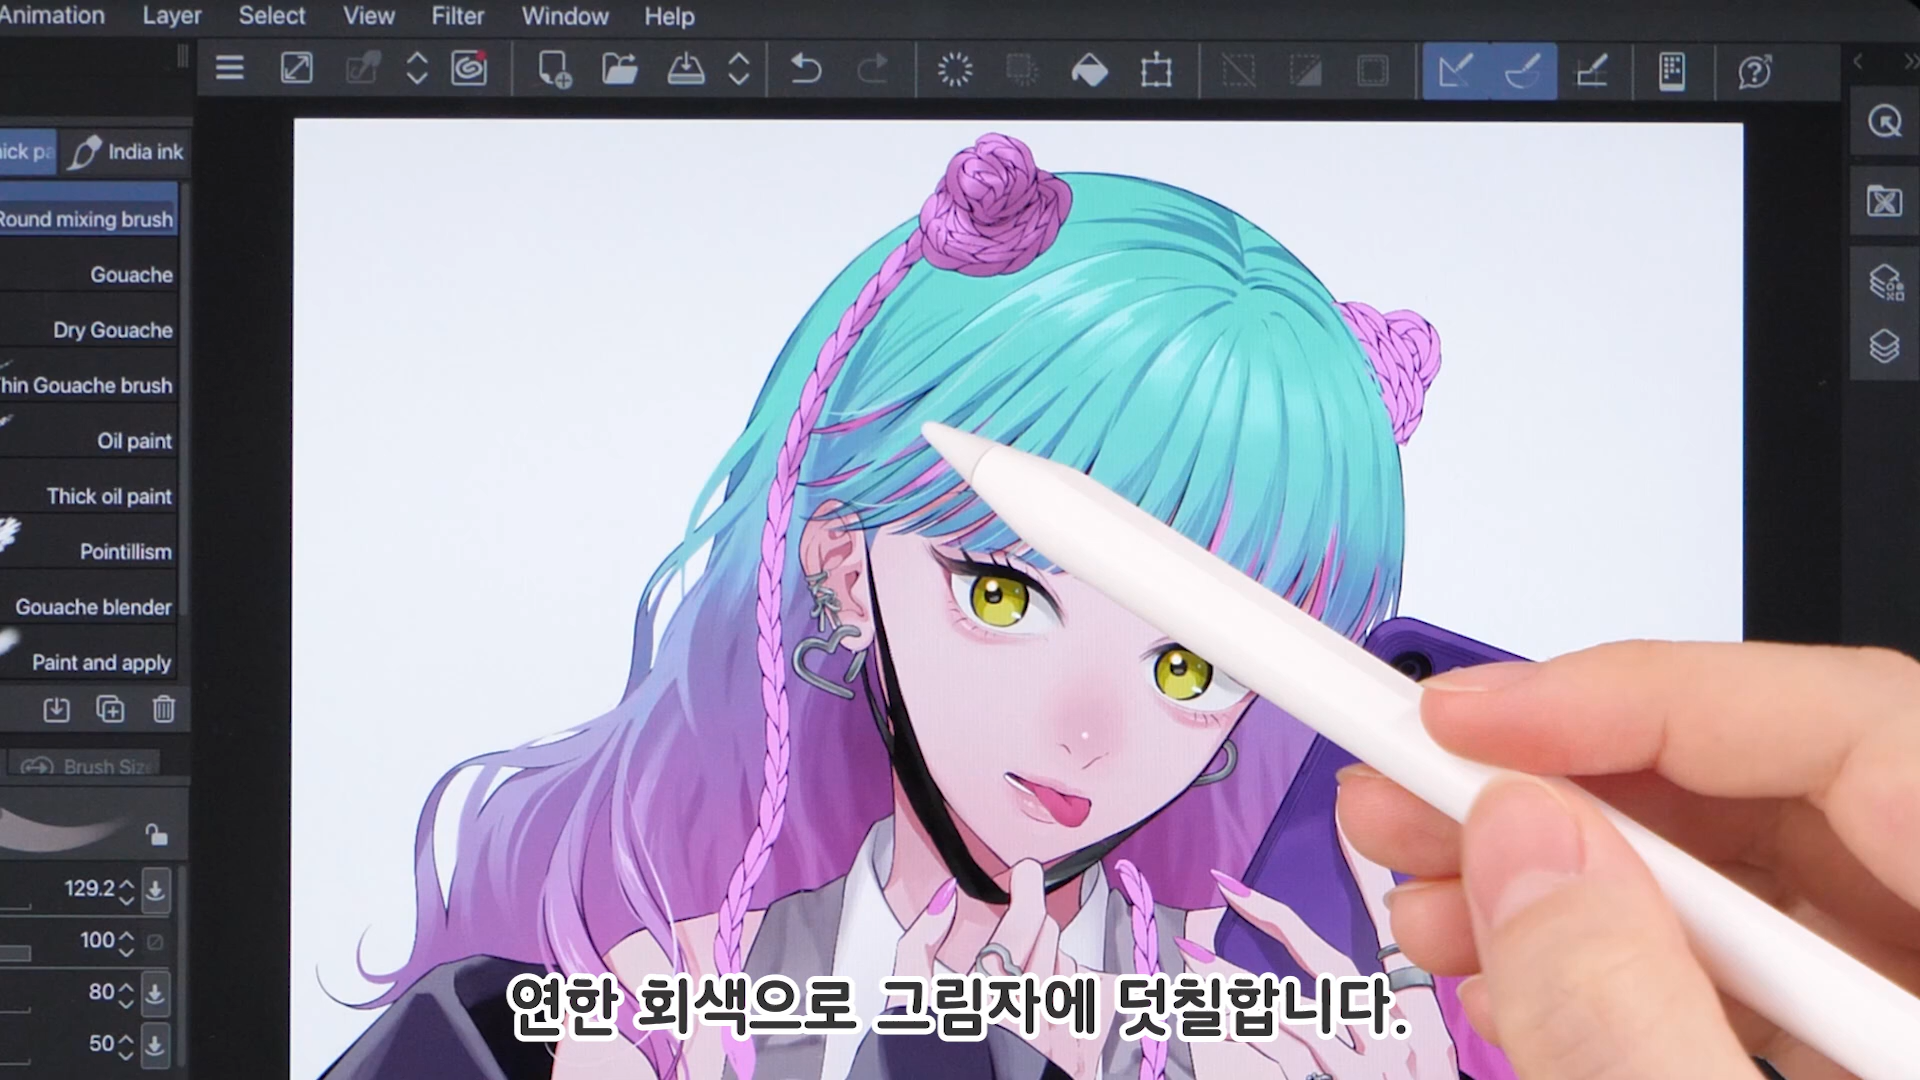 Animation Layer Select View Filter Window Help
India ink
Round mixing brush
Gouache
Dry Gouache
Thin Gouache brush
Oil paint
Thick oil paint
Pointillism
Gouache blender
Paint and apply
Brush Size
129.2
100
80
50
연한 회색으로 그림자에 덧칠합니다.